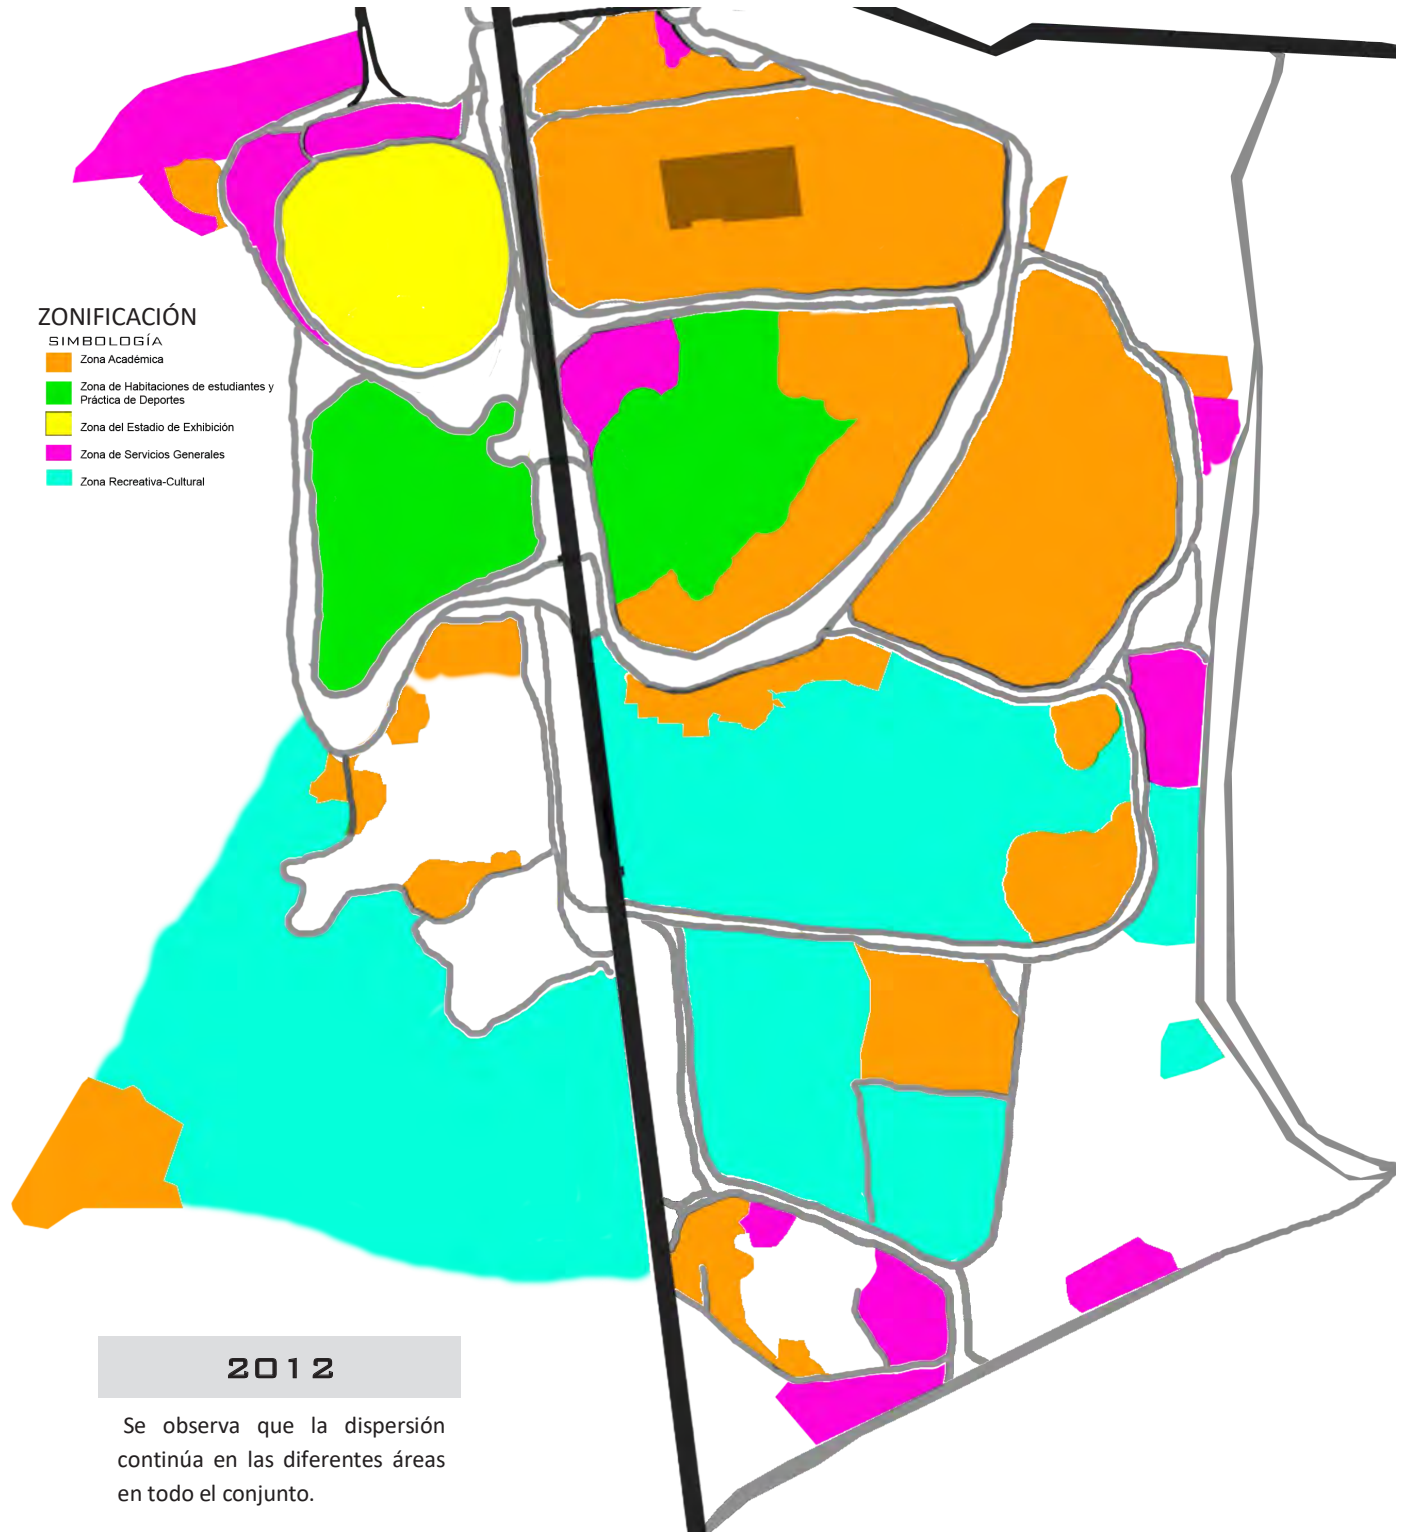 ZONIFICACIÓN
SIMBOLOGÍA
Zona Académica
Zona de Habitaciones de estudiantes y
Práctica de Deportes
Zona del Estadio de Exhibición
Zona de Servicios Generales
Zona Recreativa-Cultural
2012
Se observa que la dispersión
continúa en las diferentes áreas
en todo el conjunto.